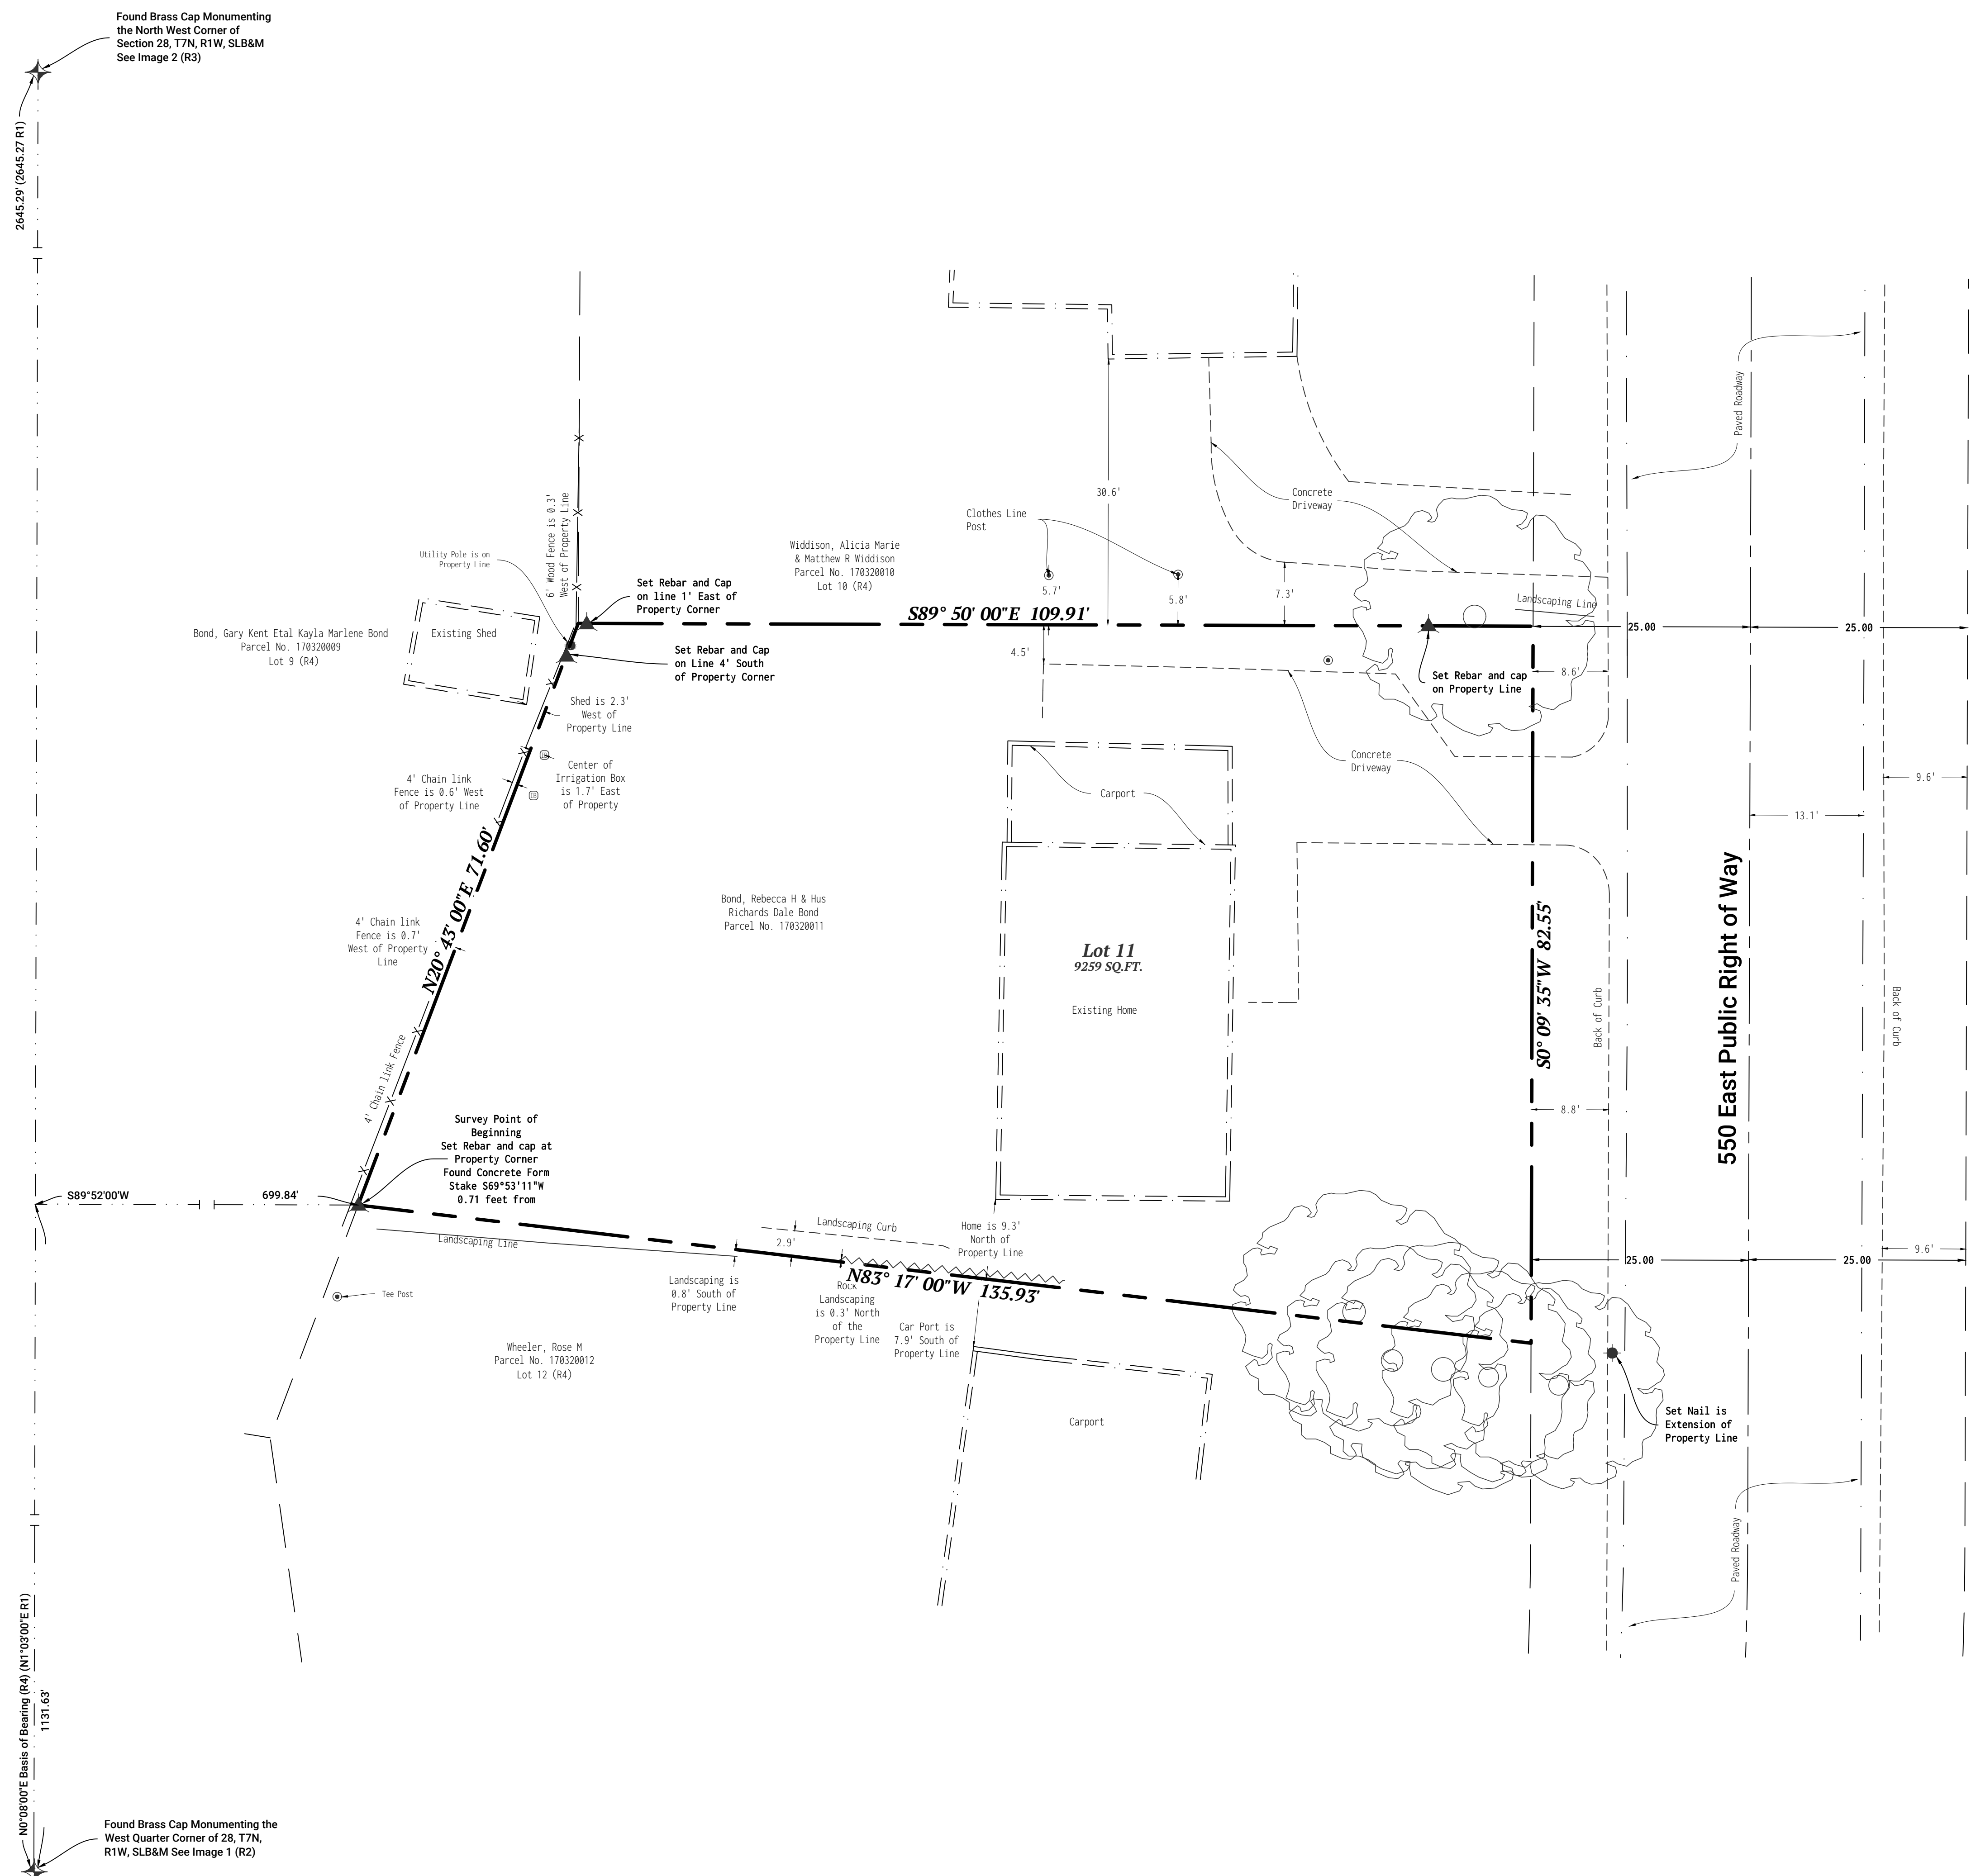 Found Brass Cap Monumenting
the North West Corner of
Section 28, T7N, R1W, SLB&M
See Image 2 (R3)
2645.29' (2645.27 R1)
Paved Roadway
30.6'
Concrete
Driveway
Clothes Line
Post
6' Wood Fence is 0.3'
West of Property Line
Utility Pole is on
Property Line
Widdison, Alicia Marie
& Matthew R Widdison
Parcel No. 170320010
Lot 10 (R4)
Set Rebar and Cap
on line 1' East of
Property Corner
5.7'
5.8'
7.3'
Landscaping Line
S89° 50' 00"E 109.91'
25.00
25.00
Bond, Gary Kent Etal Kayla Marlene Bond
Parcel No. 170320009
Lot 9 (R4)
Existing Shed
Set Rebar and Cap
on Line 4' South
of Property Corner
4.5'
Set Rebar and cap
on Property Line
8.6'
Shed is 2.3'
West of
Property Line
Center of
Irrigation Box
is 1.7' East
of Property
IB
IB
4' Chain link
Fence is 0.6' West
of Property Line
Carport
Concrete
Driveway
9.6'
13.1'
N20° 43' 00"E 71.60'
4' Chain link
Fence is 0.7'
West of Property
Line
Bond, Rebecca H & Hus
Richards Dale Bond
Parcel No. 170320011
Lot 11
9259 SQ.FT.
Existing Home
S0° 09' 35"W 82.55'
Back of Curb
550 East Public Right of Way
Back of Curb
4' Chain link Fence
8.8'
Survey Point of
Beginning
Set Rebar and cap at
Property Corner
Found Concrete Form
Stake S69°53'11"W
0.71 feet from
S89°52'00"W
699.84'
Landscaping Line
Landscaping Curb
2.9'
Home is 9.3'
North of
Property Line
25.00
25.00
9.6'
N83° 17' 00"W 135.93'
Landscaping is
0.8' South of
Property Line
Rock
Landscaping
is 0.3' North
of the
Property Line
Car Port is
7.9' South of
Property Line
Tee Post
Wheeler, Rose M
Parcel No. 170320012
Lot 12 (R4)
Carport
Set Nail is
Extension of
Property Line
Paved Roadway
N0°08'00"E Basis of Bearing (R4) (N1°03'00"E R1)
1131.63'
Found Brass Cap Monumenting the
West Quarter Corner of 28, T7N,
R1W, SLB&M See Image 1 (R2)